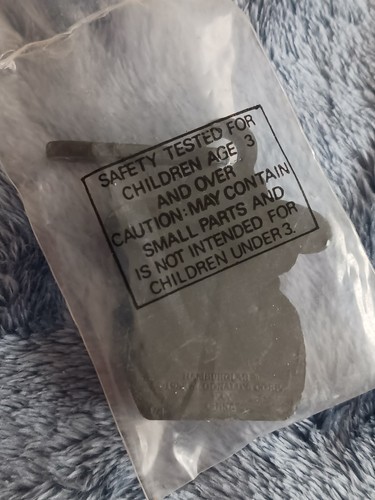 SAFETY TESTED FOR
CHILDREN AGE 3
AND OVER
CAUTION: MAY CONTAIN
SMALL PARTS AND
IS NOT INTENDED FOR
CHILDREN UNDER 3.